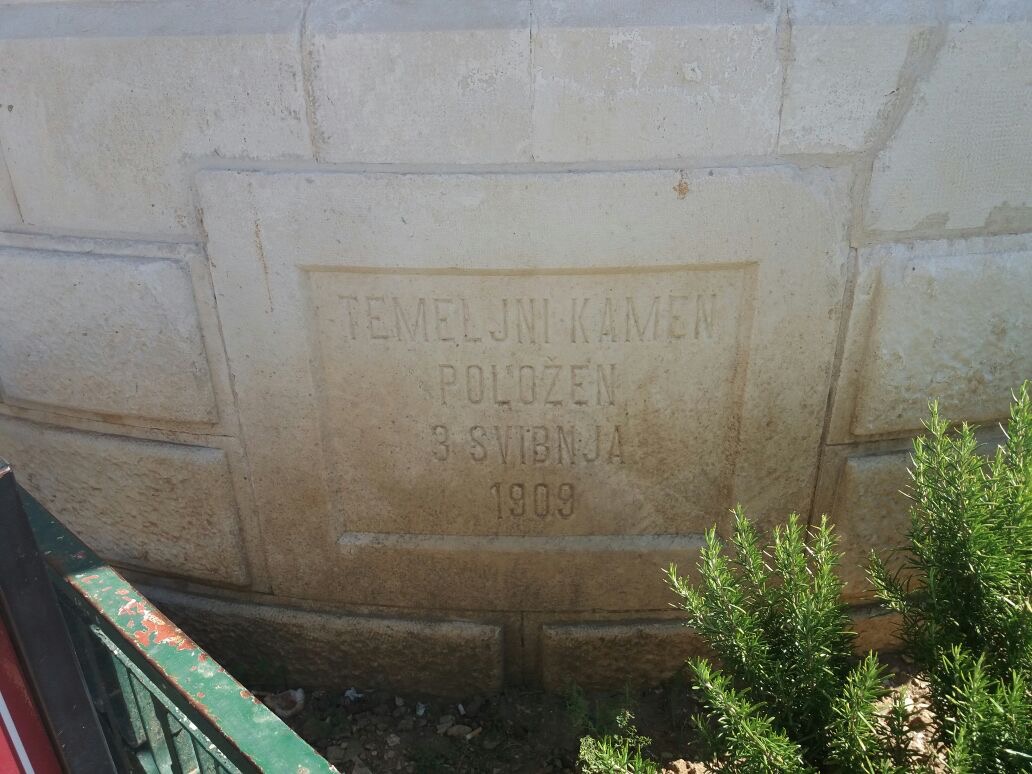 TEMELJNI KAMEN
POLOŽEN
3 SVIBNJA
1909